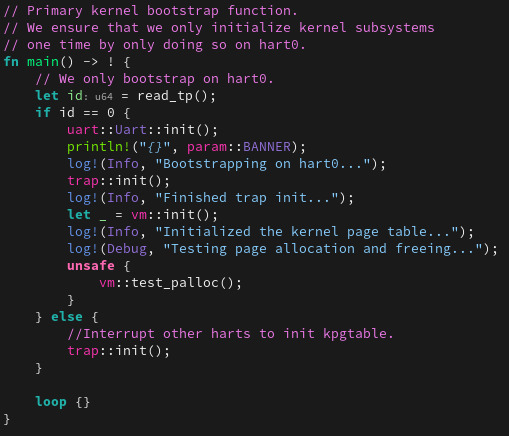 // Primary kernel bootstrap function.
// We ensure that we only initialize kernel subsystems
// one time by only doing so on hart0.
fn main() -> ! {
    // We only bootstrap on hart0.
    let id: u64 = read_tp();
    if id == 0 {
        uart::Uart::init();
        println!("{}", param::BANNER);
        log!(Info, "Bootstrapping on hart0...");
        trap::init();
        log!(Info, "Finished trap init...");
        let _ = vm::init();
        log!(Info, "Initialized the kernel page table...");
        log!(Debug, "Testing page allocation and freeing...");
        unsafe {
            vm::test_palloc();
        }
    } else {
        //Interrupt other harts to init kpgtable.
        trap::init();
    }

    loop {}
}